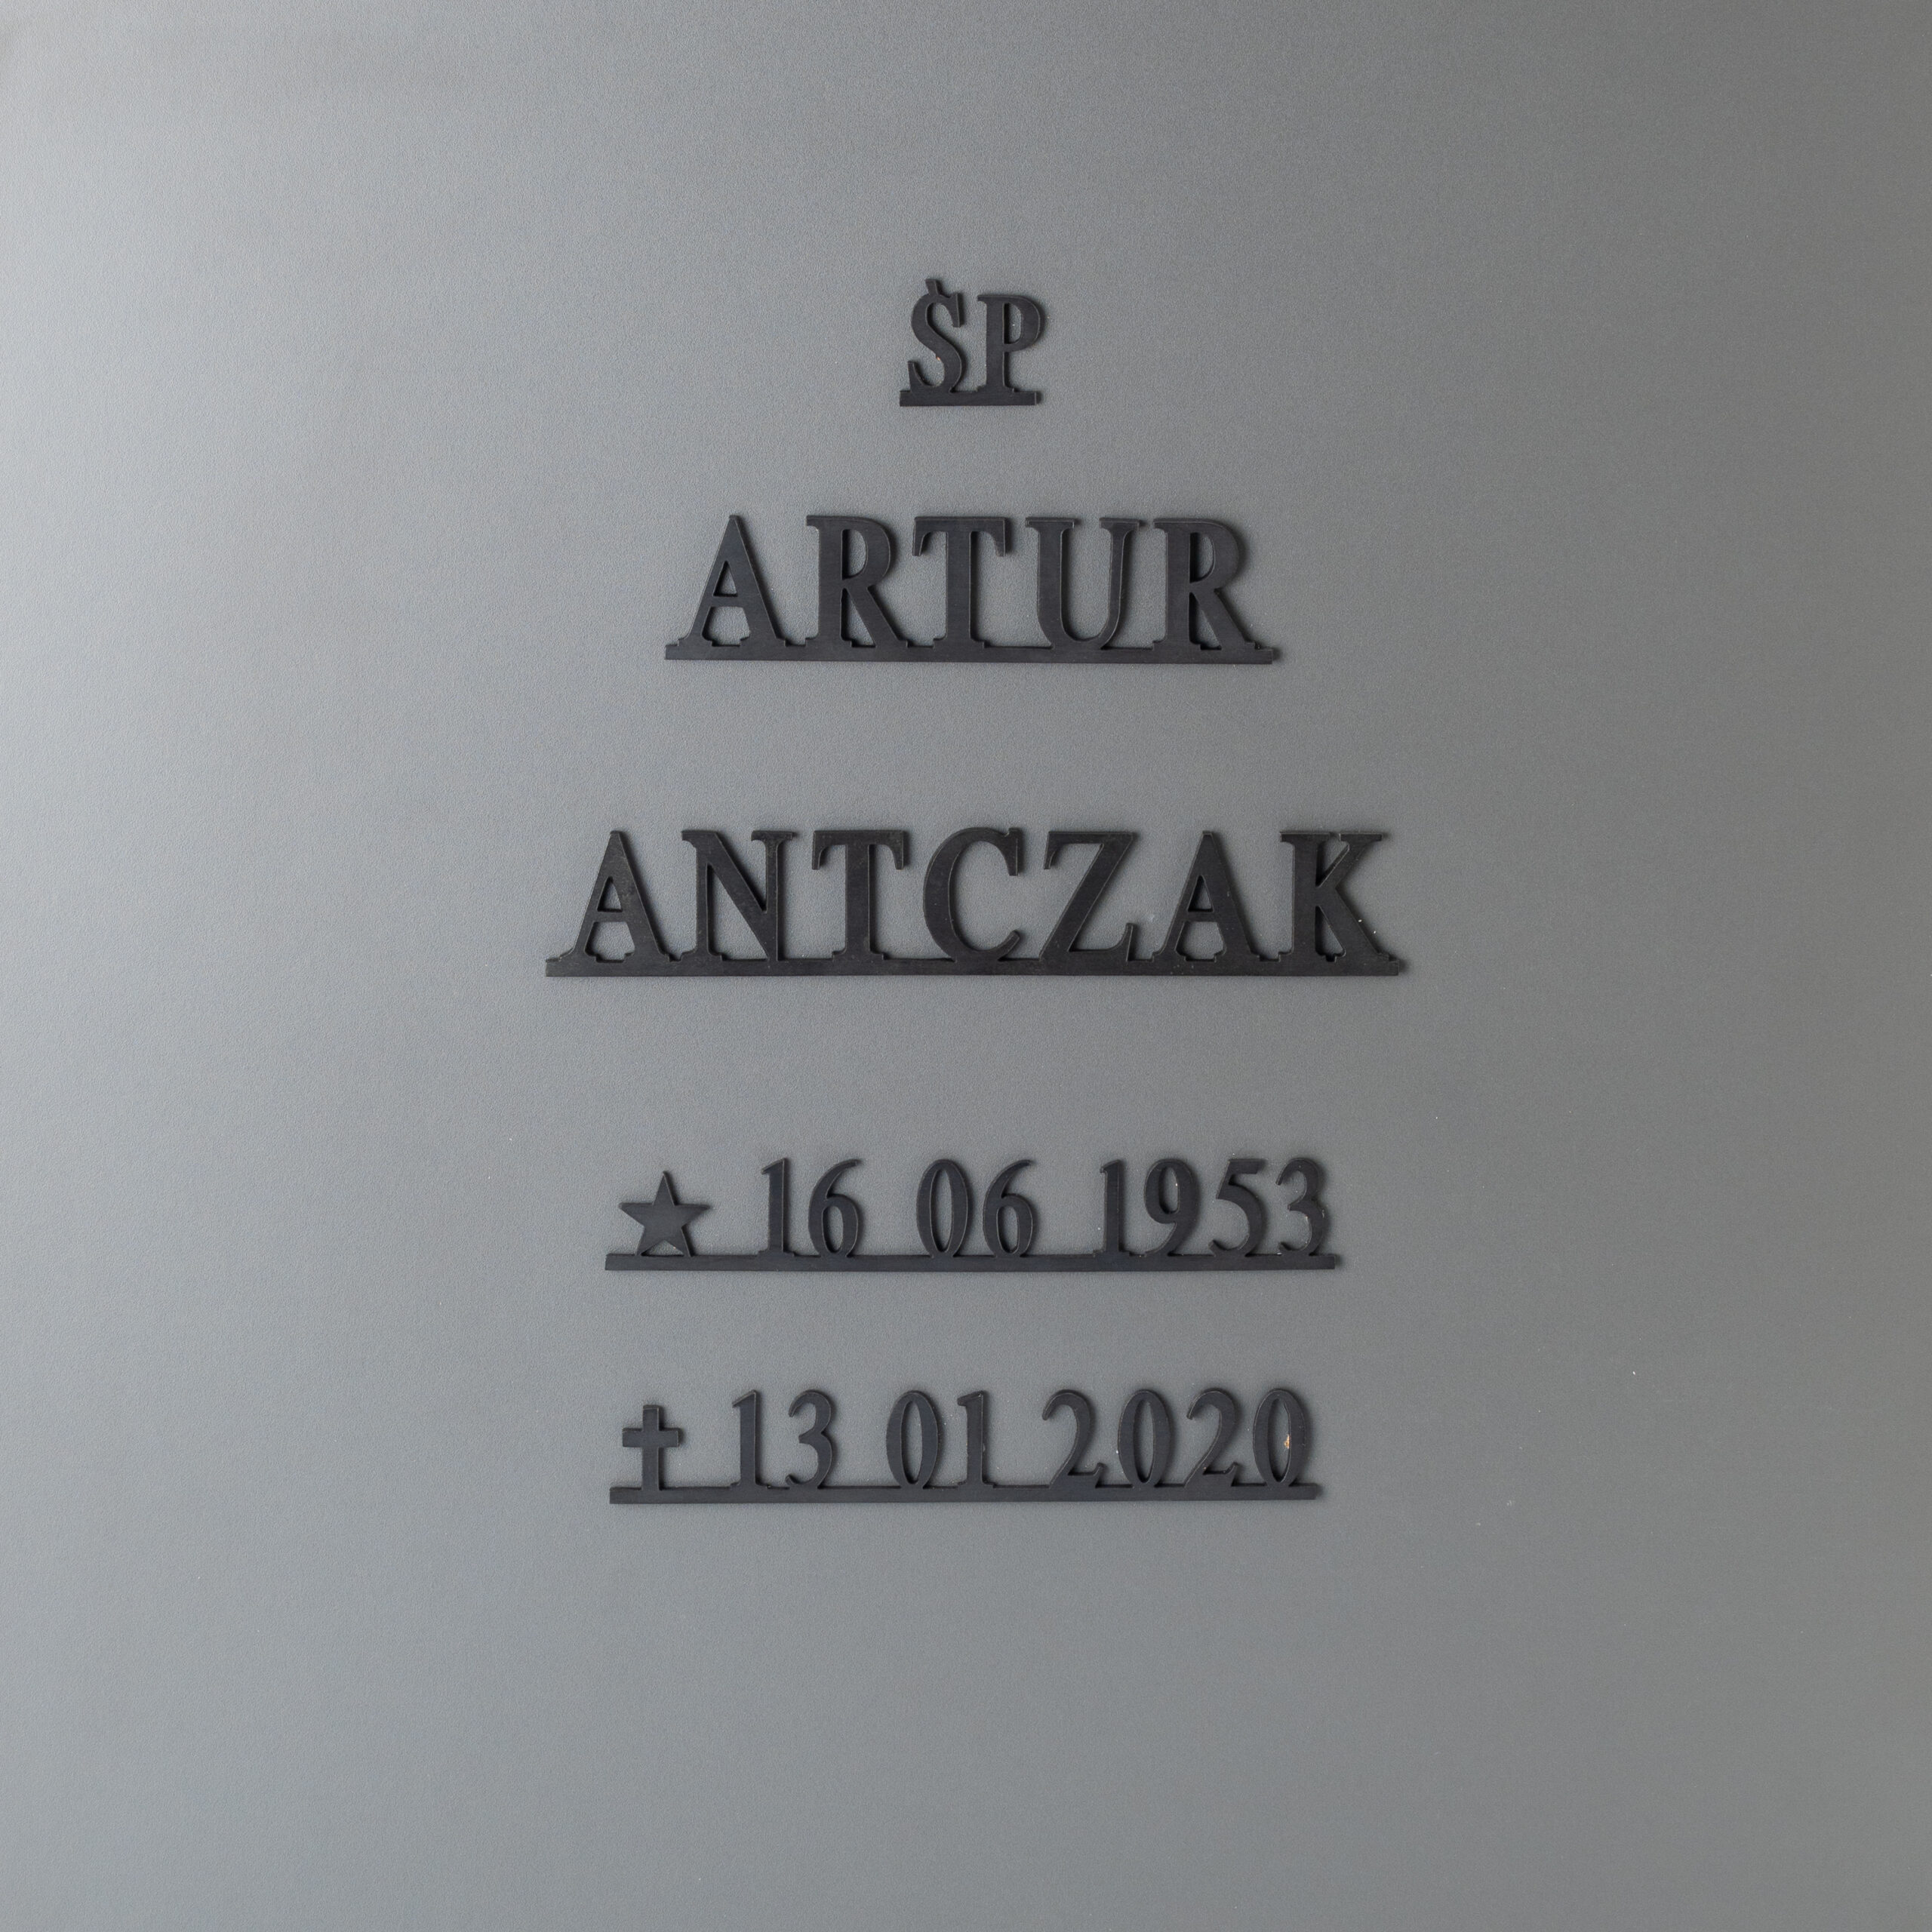 ŚP
ARTUR
ANTCZAK
★ 16 06 1953
✝ 13 01 2020